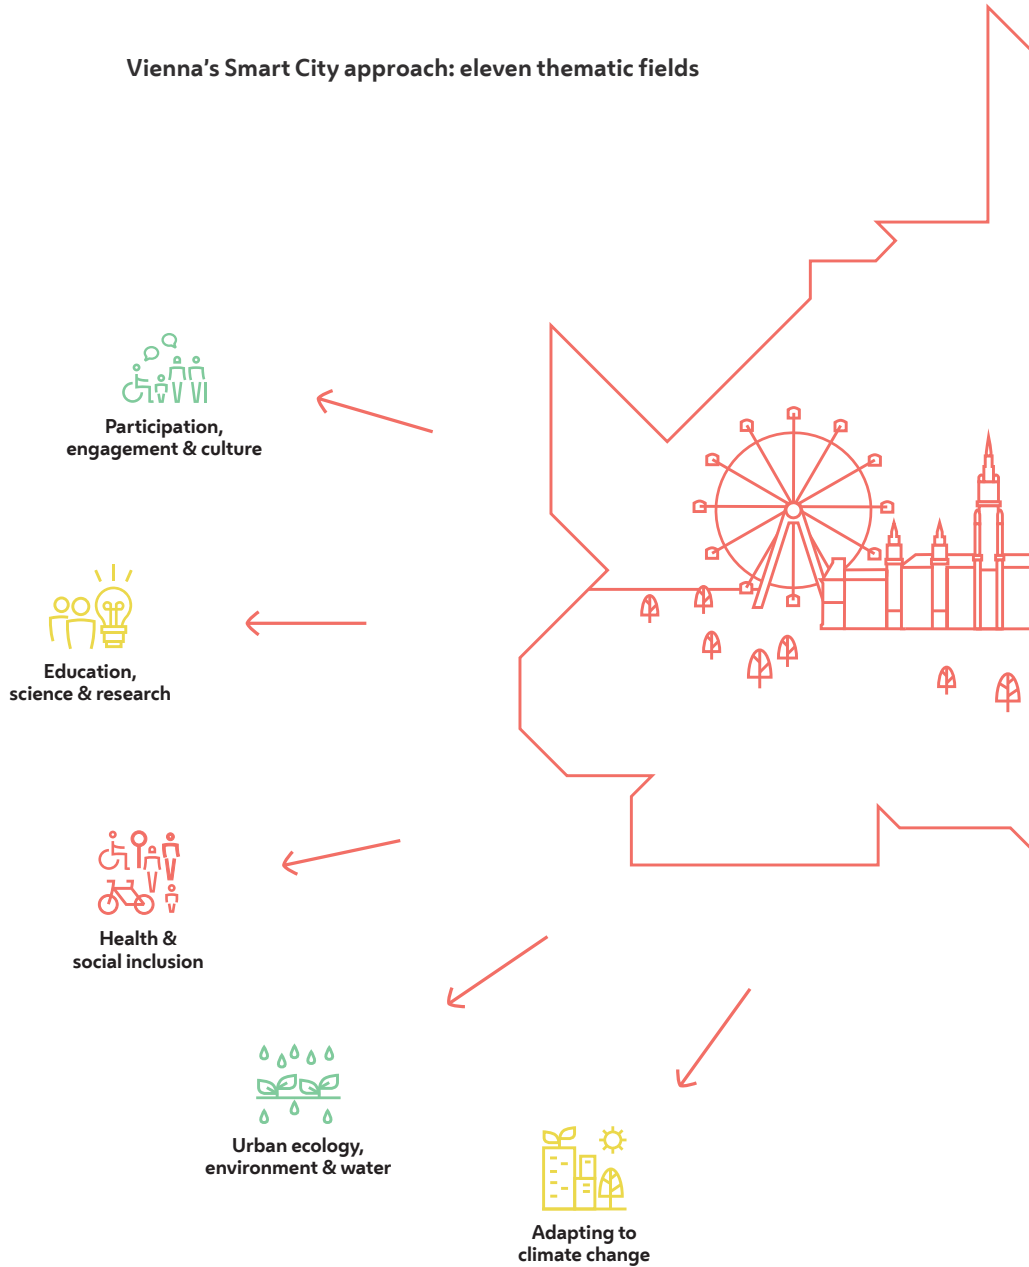 Vienna's Smart City approach: eleven thematic fields
Participation,
engagement & culture
Education,
science & research
Health &
social inclusion
Urban ecology,
environment & water
Adapting to
climate change